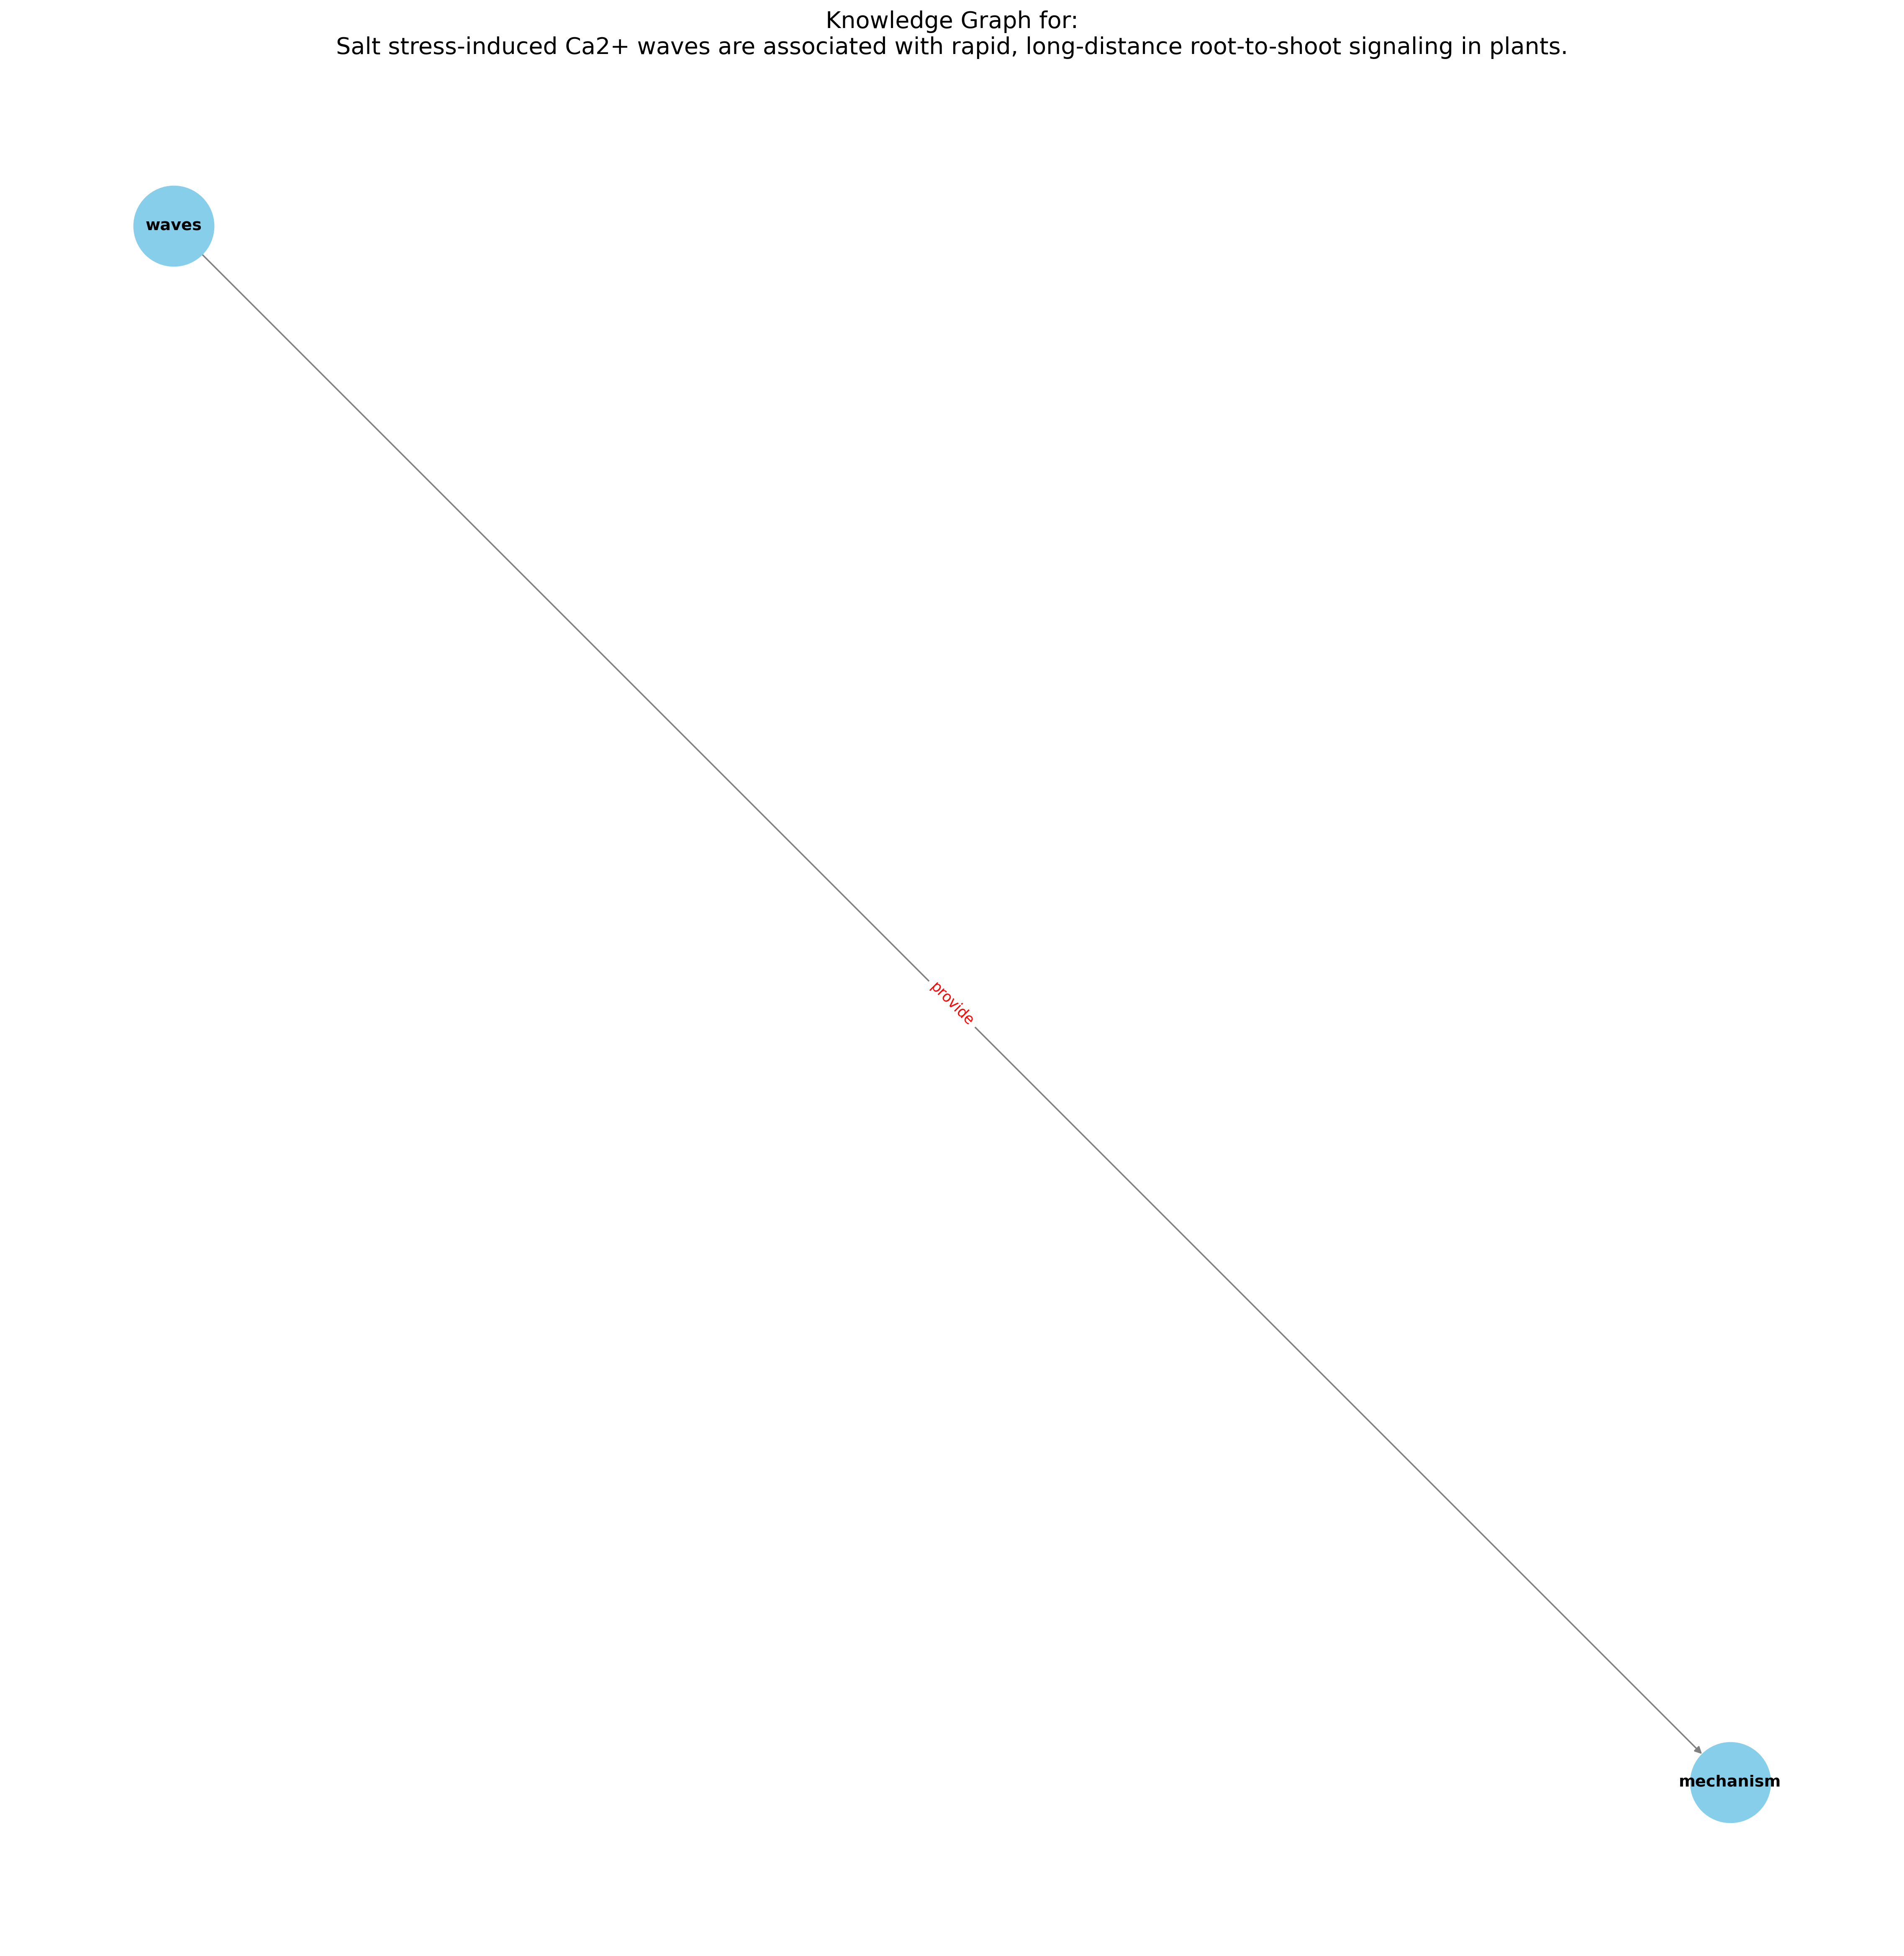 Knowledge Graph for:
Salt stress-induced Ca2+ waves are associated with rapid, long-distance root-to-shoot signaling in plants.
waves
provide
mechanism